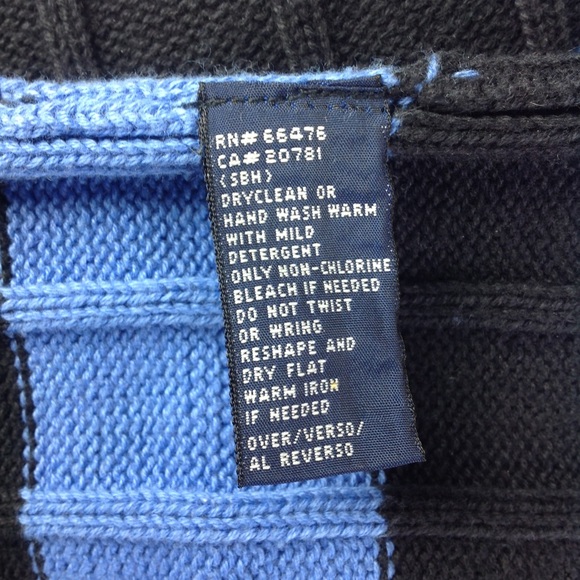 RN# 66476
CA# 20781
(SBH)
DRYCLEAN OR
HAND WASH WARM
WITH MILD
DETERGENT
ONLY NON-CHLORINE
BLEACH IF NEEDED
DO NOT TWIST
OR WRING
RESHAPE AND
DRY FLAT
WARM IRON
IF NEEDED
OVER/VERSO/
AL REVERSO